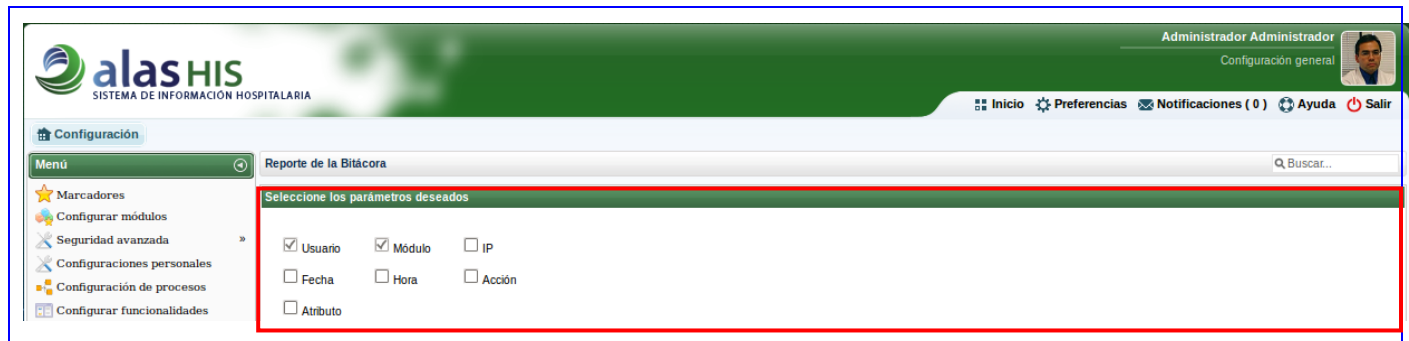 Administrador Administrador
Configuración general
alas HIS
SISTEMA DE INFORMACIÓN HOSPITALARIA
Inicio Preferencias Notificaciones ( 0 ) Ayuda Salir
Configuración
Menú
Reporte de la Bitácora
Buscar...
Marcadores
Configurar módulos
Seguridad avanzada »
Configuraciones personales
Configuración de procesos
Configurar funcionalidades
Seleccione los parámetros deseados
Usuario Módulo IP
Fecha Hora Acción
Atributo